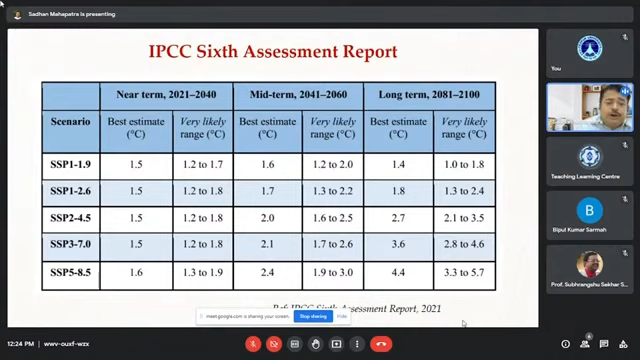 Sadhan Mahapatra is presenting
IPCC Sixth Assessment Report
Near term, 2021–2040 Mid-term, 2041–2060 Long term, 2081–2100
Scenario Best estimate (°C) Very likely range (°C) Best estimate (°C) Very likely range (°C) Best estimate (°C) Very likely range (°C)
SSP1-1.9 1.5 1.2 to 1.7 1.6 1.2 to 2.0 1.4 1.0 to 1.8
SSP1-2.6 1.5 1.2 to 1.8 1.7 1.3 to 2.2 1.8 1.3 to 2.4
SSP2-4.5 1.5 1.2 to 1.8 2.0 1.6 to 2.5 2.7 2.1 to 3.5
SSP3-7.0 1.5 1.2 to 1.8 2.1 1.7 to 2.6 3.6 2.8 to 4.6
SSP5-8.5 1.6 1.3 to 1.9 2.4 1.9 to 3.0 4.4 3.3 to 5.7
Ref: IPCC Sixth Assessment Report, 2021
meet.google.com is sharing your screen. Stop sharing Hide
You
Teaching Learning Centre
B
Bipul Kumar Sarmah
Prof. Subhrangshu Sekhar S
12:24 PM | wwv-ouxf-wzx
6